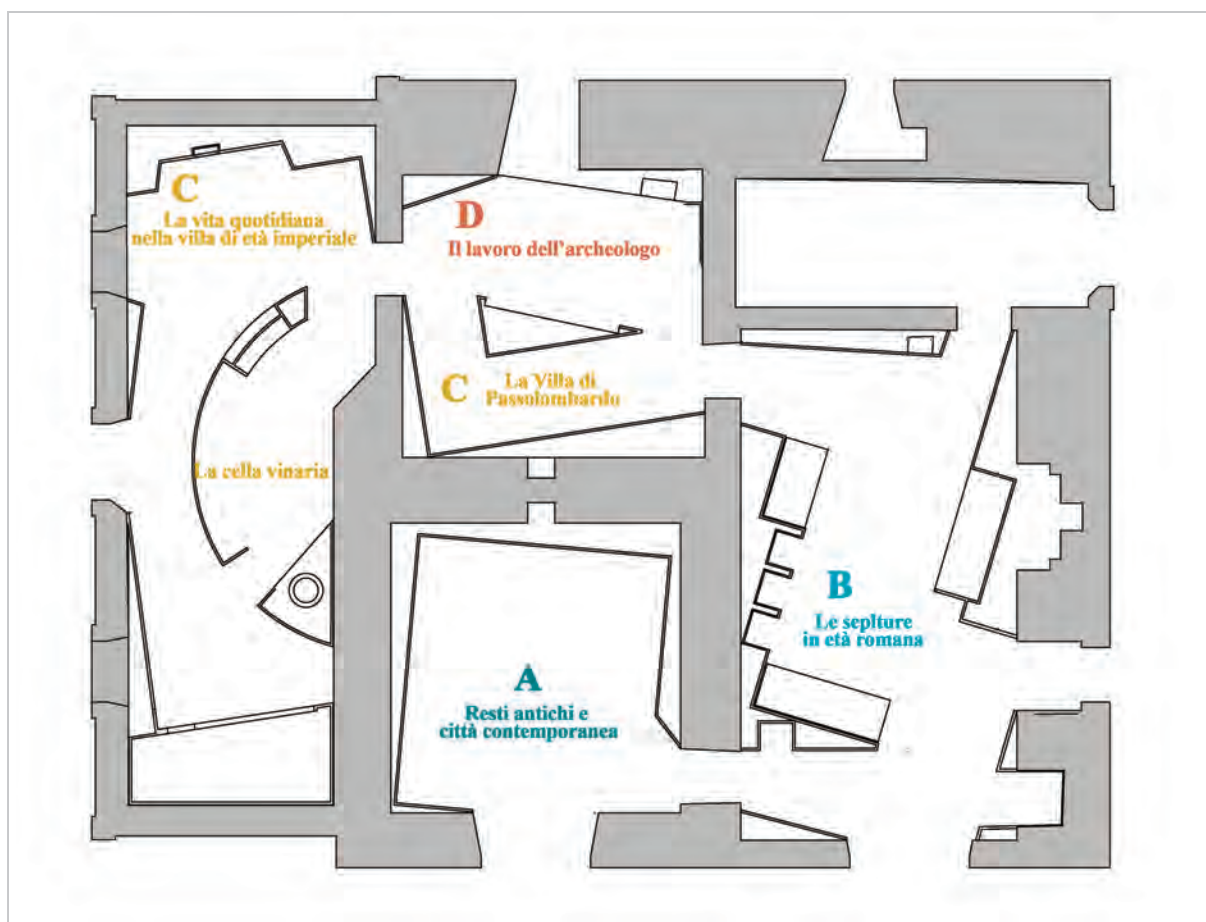 C
La vita quotidiana
nella villa di età imperiale
D
Il lavoro dell'archeologo
C
La Villa di
Passolombardo
La cella vinaria
B
Le seplture
in età romana
A
Resti antichi e
città contemporanea